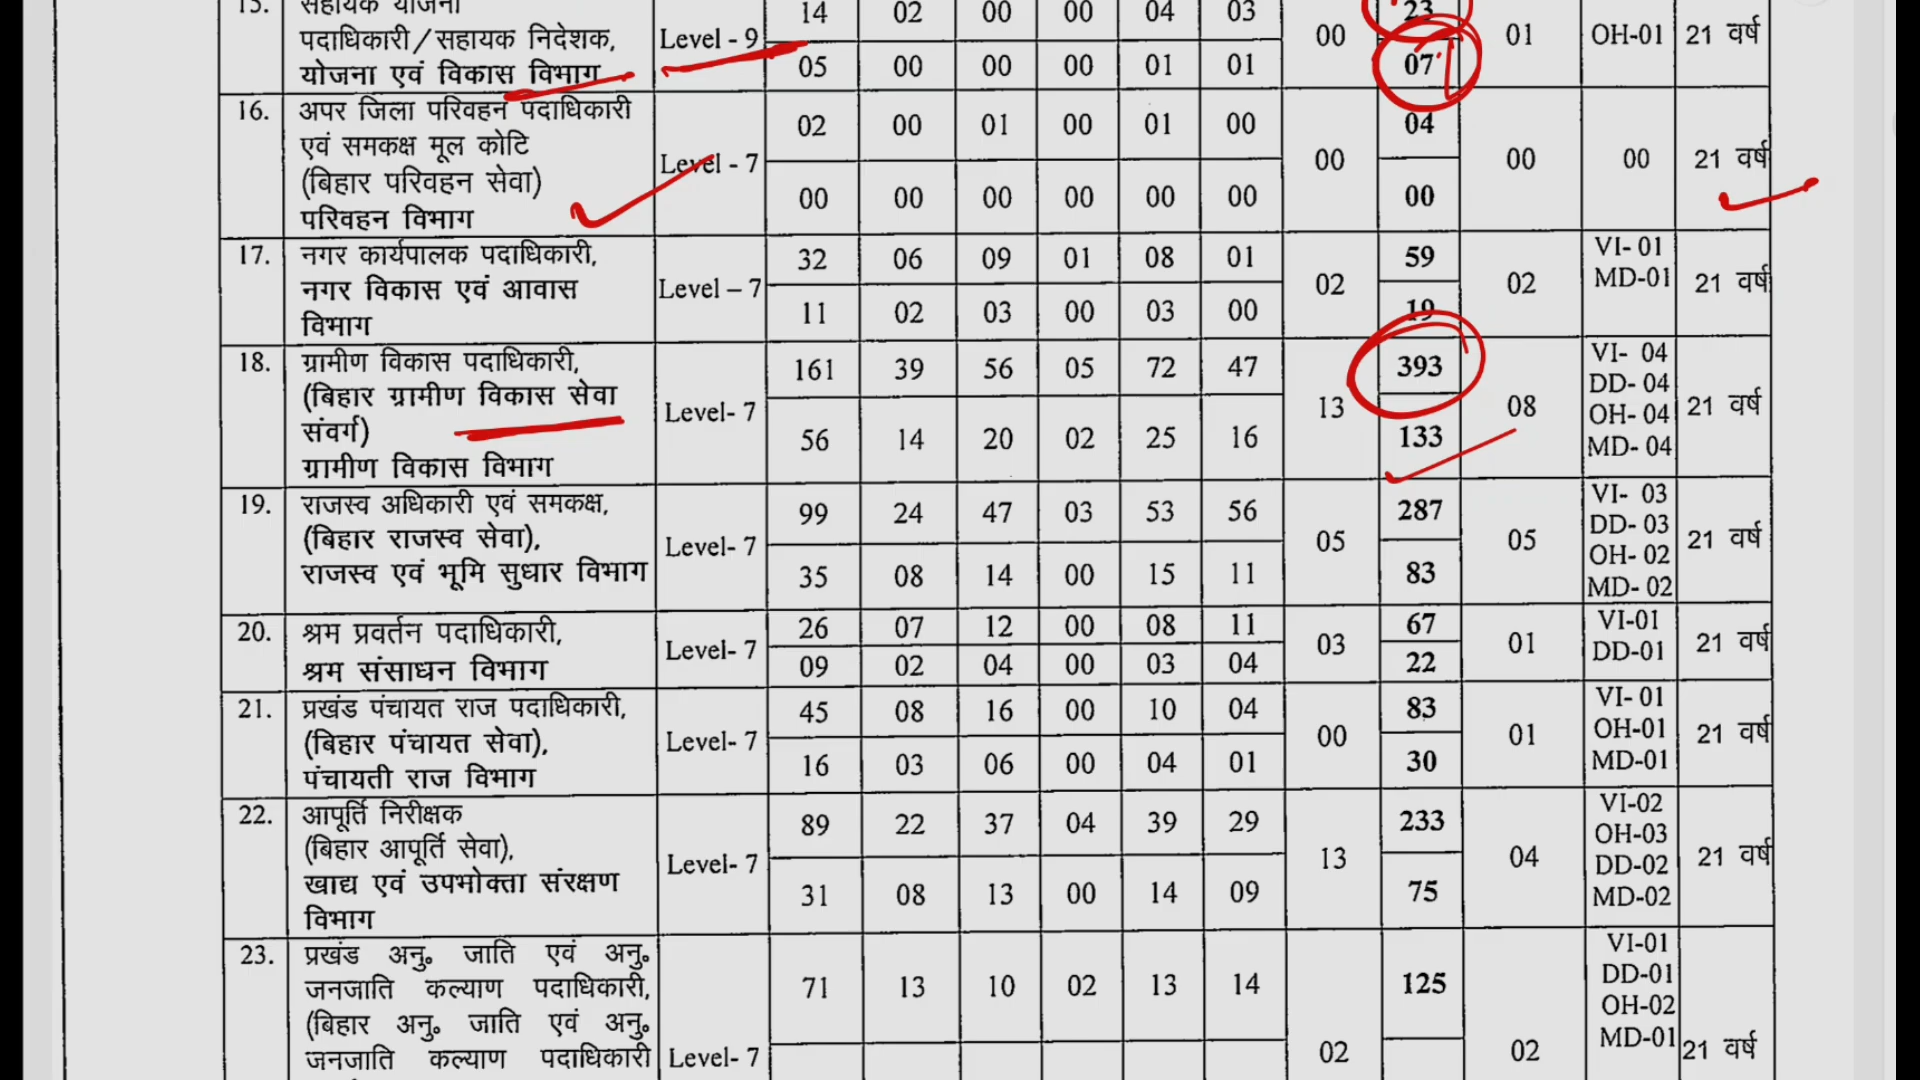 15. सहायक योजना
पदाधिकारी/सहायक निदेशक,
योजना एवं विकास विभाग
Level - 9
14 02 00 00 04 03
05 00 00 00 01 01
00
23
07
01
OH-01
21 वर्ष
16. अपर जिला परिवहन पदाधिकारी
एवं समकक्ष मूल कोटि
(बिहार परिवहन सेवा)
परिवहन विभाग
Level - 7
02 00 01 00 01 00
00 00 00 00 00 00
00
04
00
00
00
21 वर्ष
17. नगर कार्यपालक पदाधिकारी,
नगर विकास एवं आवास
विभाग
Level – 7
32 06 09 01 08 01
11 02 03 00 03 00
02
59
19
02
VI- 01
MD-01
21 वर्ष
18. ग्रामीण विकास पदाधिकारी,
(बिहार ग्रामीण विकास सेवा
संवर्ग)
ग्रामीण विकास विभाग
Level- 7
161 39 56 05 72 47
56 14 20 02 25 16
13
393
133
08
VI- 04
DD- 04
OH- 04
MD- 04
21 वर्ष
19. राजस्व अधिकारी एवं समकक्ष,
(बिहार राजस्व सेवा),
राजस्व एवं भूमि सुधार विभाग
Level- 7
99 24 47 03 53 56
35 08 14 00 15 11
05
287
83
05
VI- 03
DD- 03
OH- 02
MD- 02
21 वर्ष
20. श्रम प्रवर्तन पदाधिकारी,
श्रम संसाधन विभाग
Level- 7
26 07 12 00 08 11
09 02 04 00 03 04
03
67
22
01
VI-01
DD-01
21 वर्ष
21. प्रखंड पंचायत राज पदाधिकारी,
(बिहार पंचायत सेवा),
पंचायती राज विभाग
Level- 7
45 08 16 00 10 04
16 03 06 00 04 01
00
83
30
01
VI- 01
OH-01
MD-01
21 वर्ष
22. आपूर्ति निरीक्षक
(बिहार आपूर्ति सेवा),
खाद्य एवं उपभोक्ता संरक्षण
विभाग
Level- 7
89 22 37 04 39 29
31 08 13 00 14 09
13
233
75
04
VI-02
OH-03
DD-02
MD-02
21 वर्ष
23. प्रखंड अनु० जाति एवं अनु०
जनजाति कल्याण पदाधिकारी,
(बिहार अनु० जाति एवं अनु०
जनजाति कल्याण पदाधिकारी
Level- 7
71 13 10 02 13 14
02
125
02
VI-01
DD-01
OH-02
MD-01
21 वर्ष